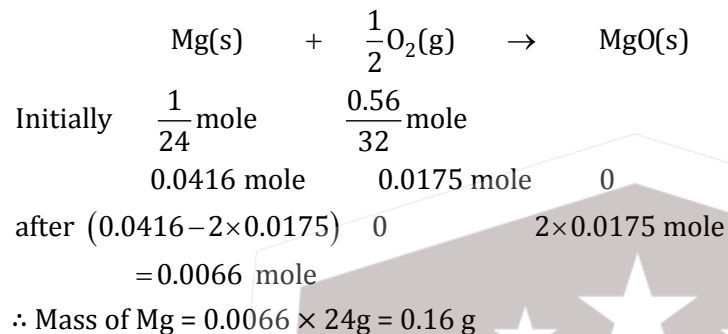 Mg(s) + 1/2 O₂(g) → MgO(s)
Initially 1/24 mole 0.56/32 mole
0.0416 mole 0.0175 mole 0
after (0.0416−2×0.0175) 0 2×0.0175 mole
=0.0066 mole
∴ Mass of Mg = 0.0066 × 24g = 0.16 g